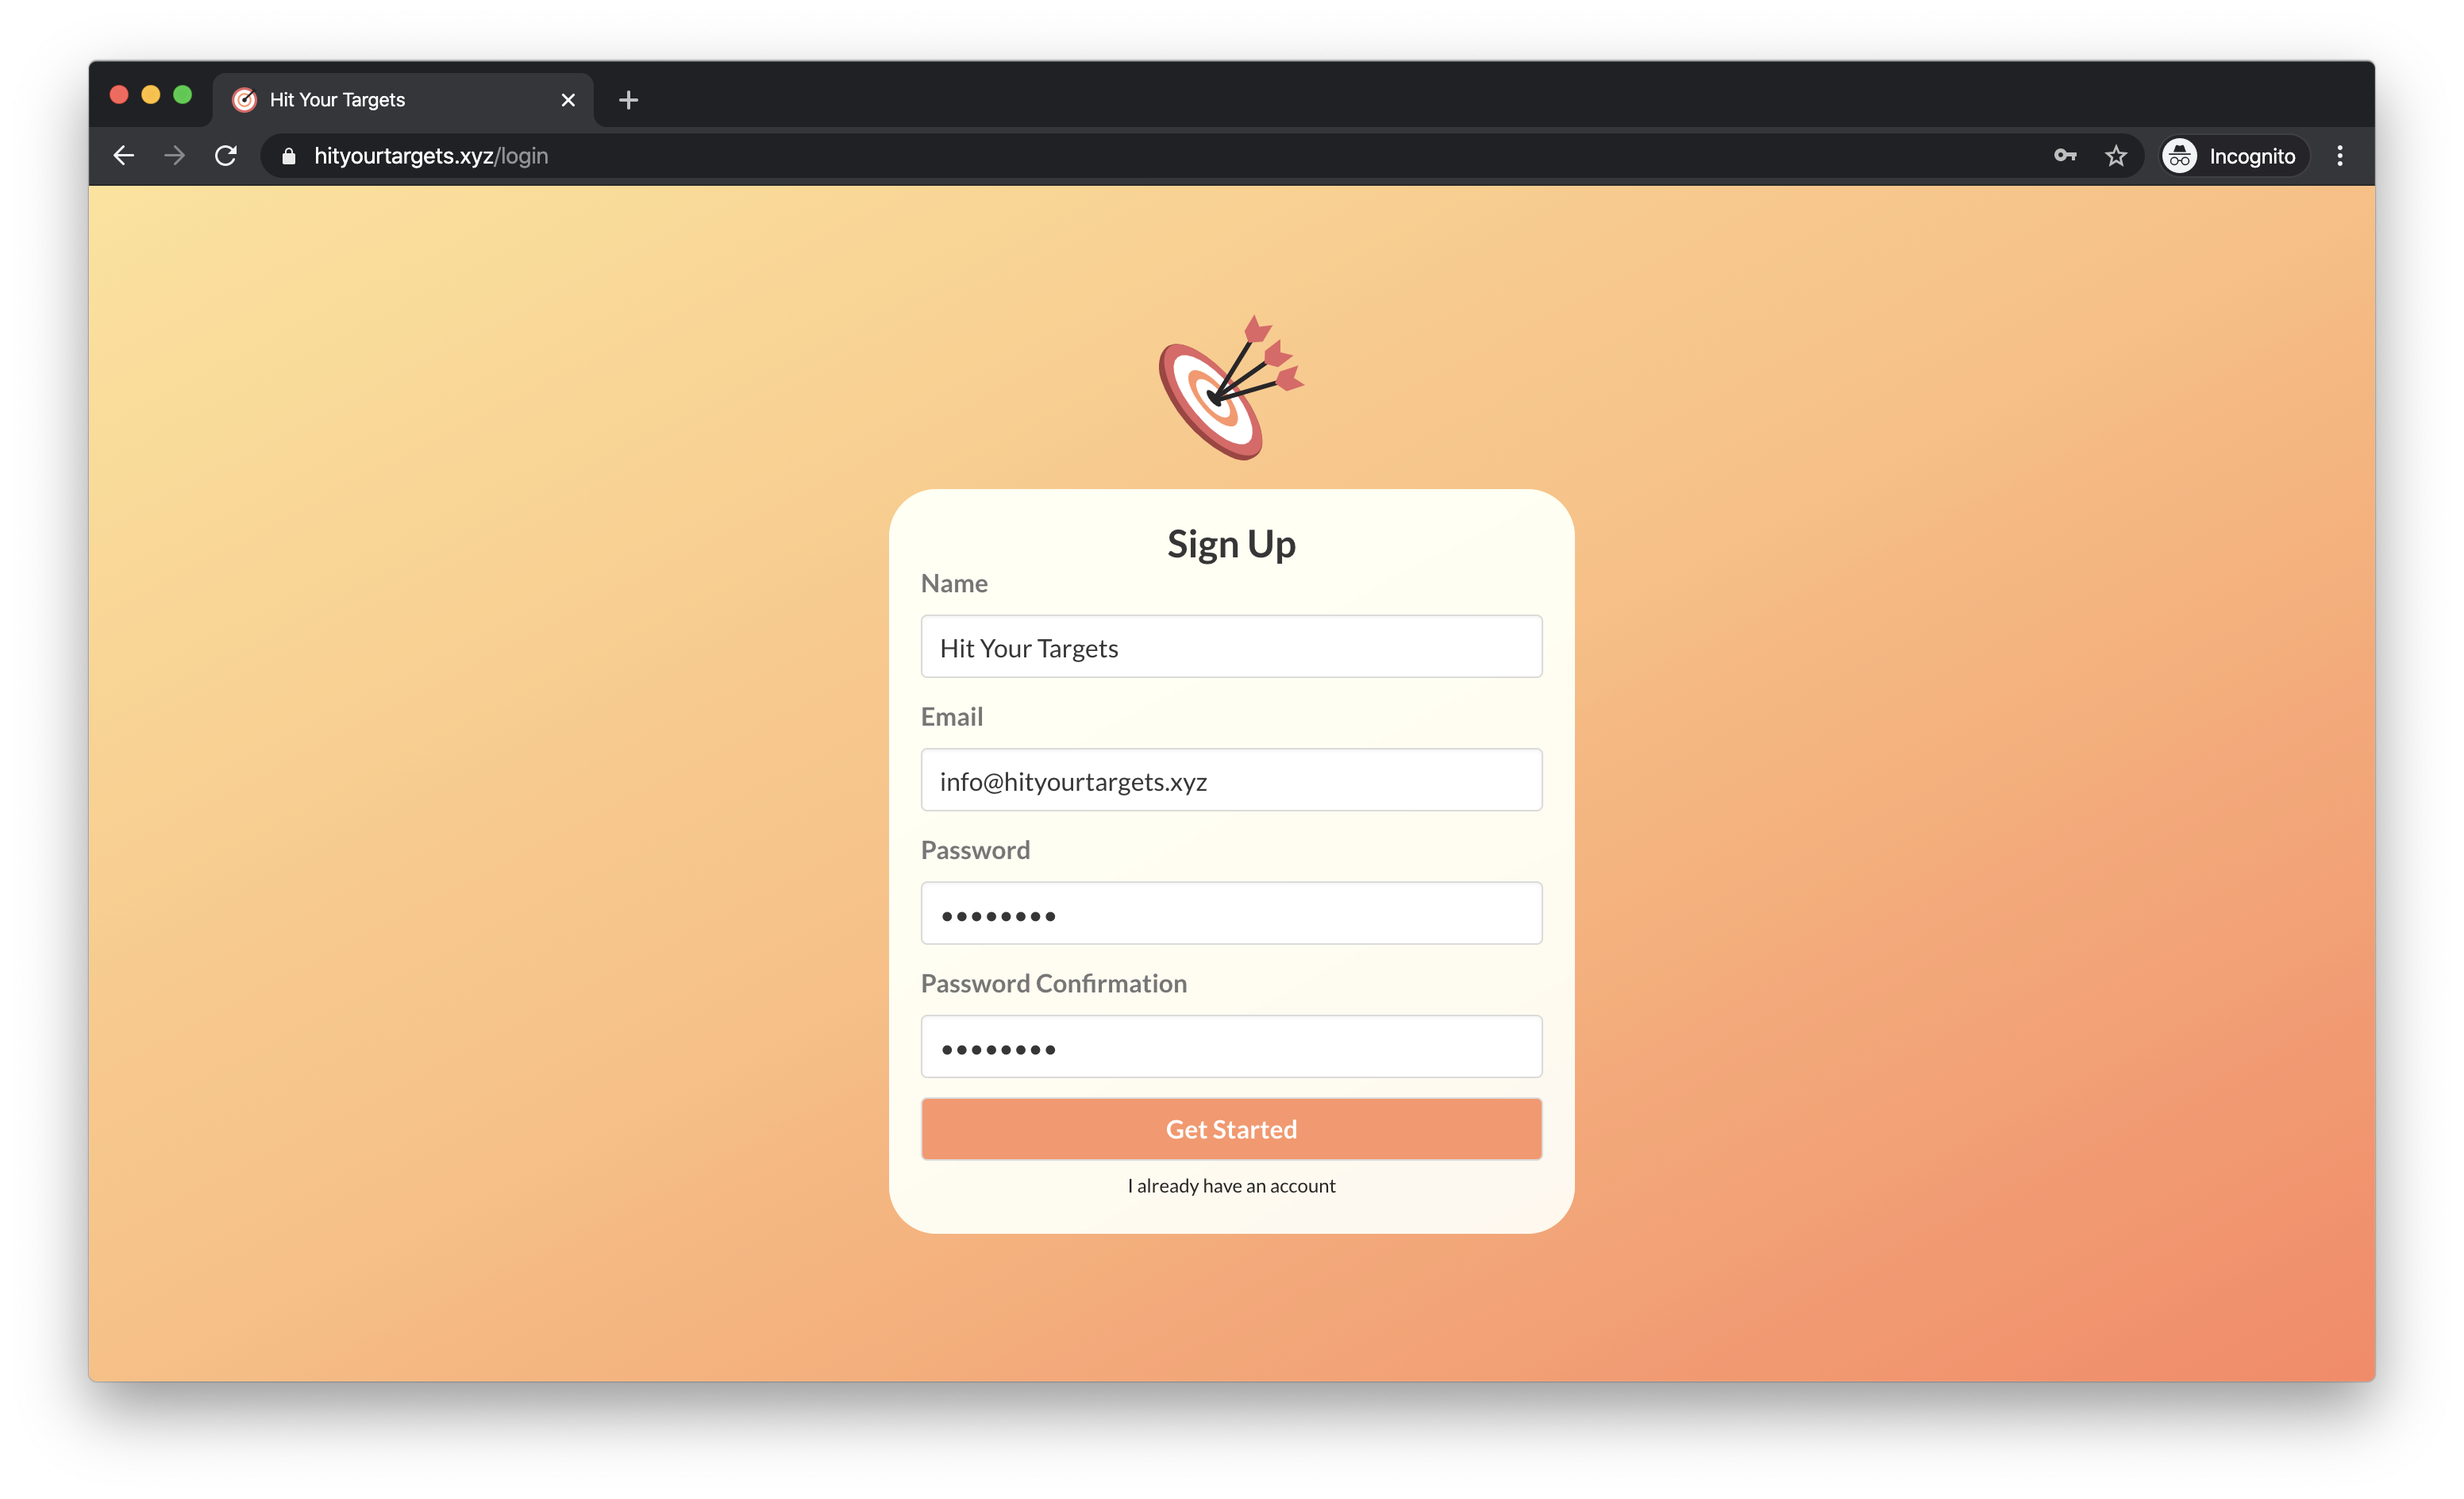 Hit Your Targets
hityourtargets.xyz/login
Incognito
Sign Up
Name
Hit Your Targets
Email
info@hityourtargets.xyz
Password
••••••••
Password Confirmation
••••••••
Get Started
I already have an account